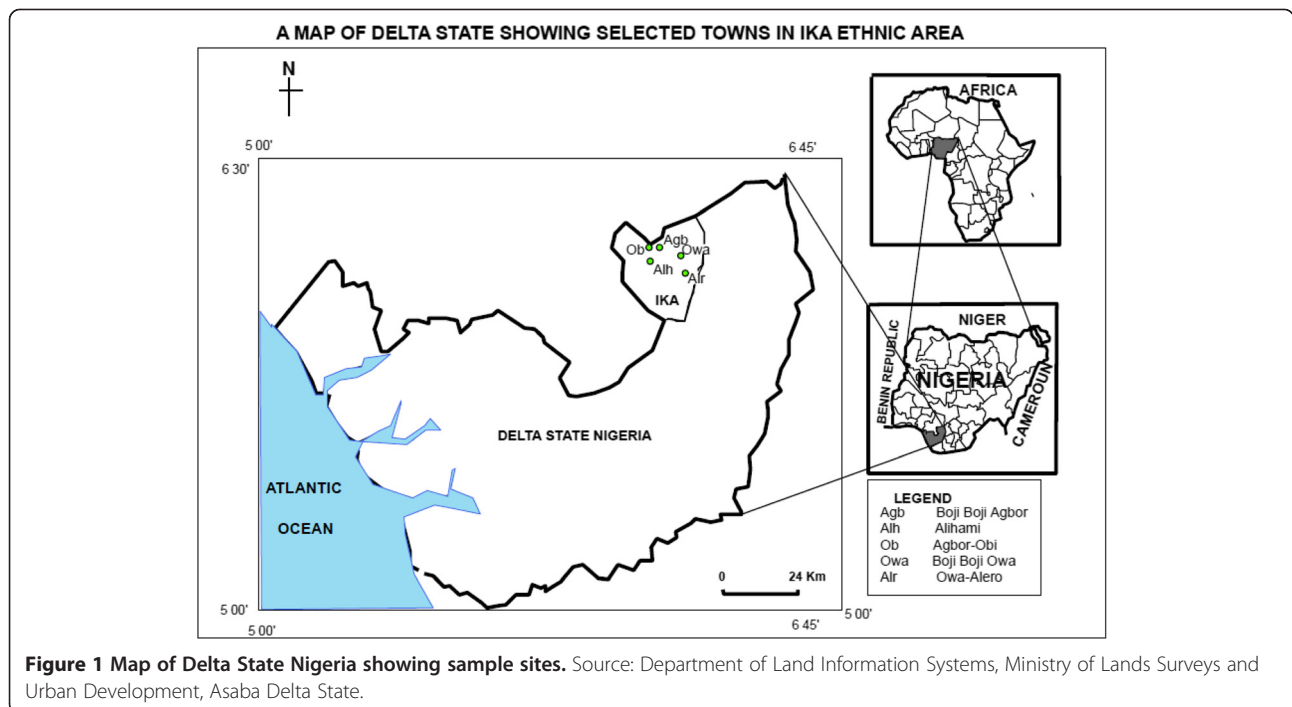 A MAP OF DELTA STATE SHOWING SELECTED TOWNS IN IKA ETHNIC AREA
N
5 00'
6 45'
6 30
Agb
Ob
Owa
Alh
Alr
IKA
DELTA STATE NIGERIA
ATLANTIC
OCEAN
0 24 Km
5 00'
5 00'
5 00'
6 45'
AFRICA
NIGER
BENIN REPUBLIC
NIGERIA
CAMEROUN
LEGEND
Agb Boji Boji Agbor
Alh Alihami
Ob Agbor-Obi
Owa Boji Boji Owa
Alr Owa-Alero
Figure 1 Map of Delta State Nigeria showing sample sites. Source: Department of Land Information Systems, Ministry of Lands Surveys and
Urban Development, Asaba Delta State.